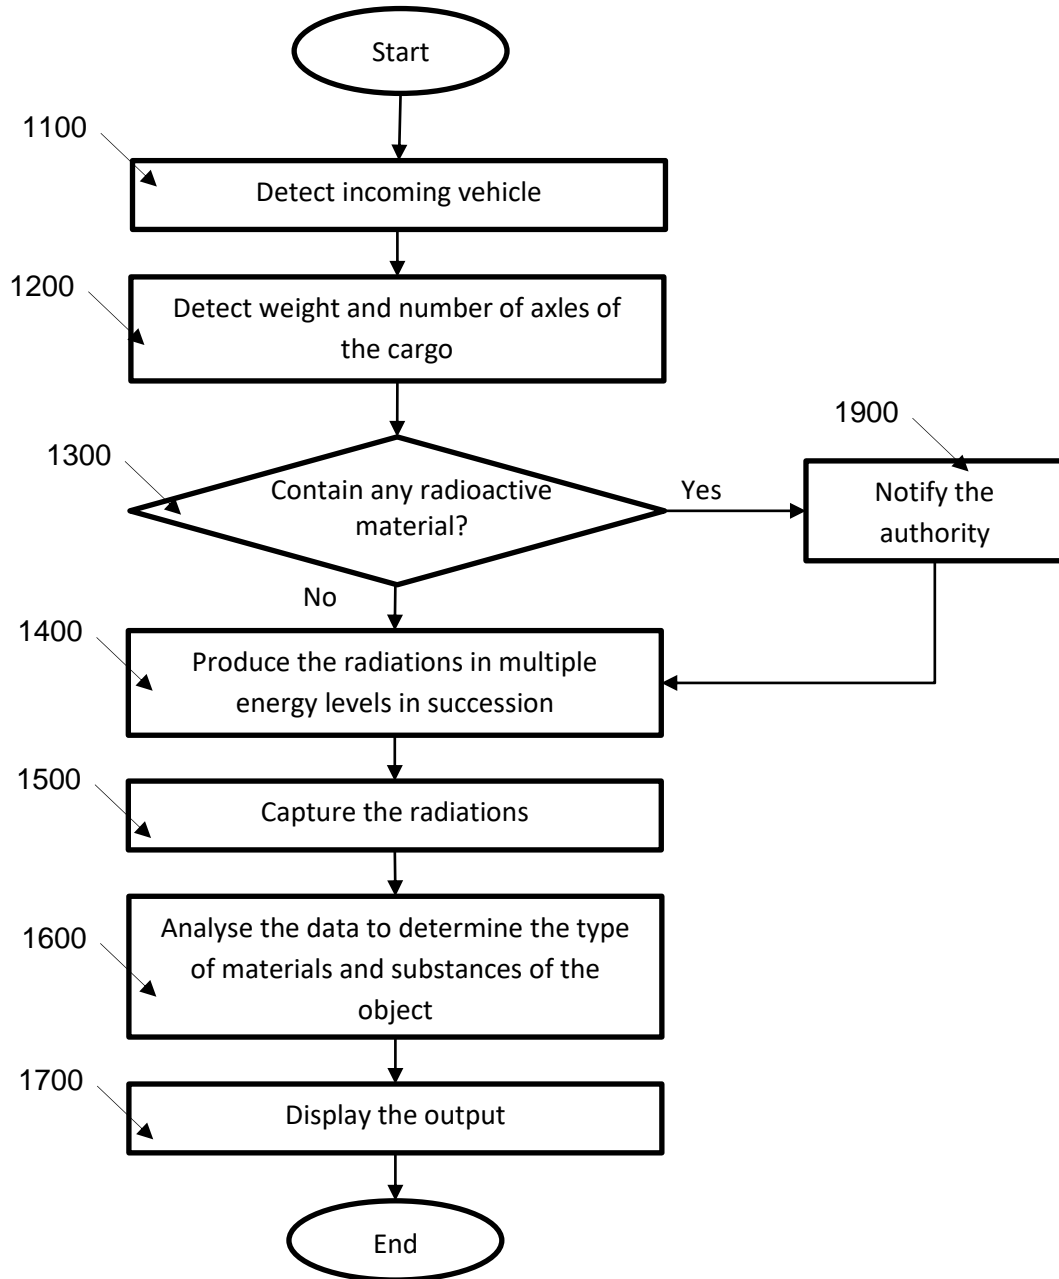 Start
1100
Detect incoming vehicle
1200
Detect weight and number of axles of
the cargo
1900
1300
Contain any radioactive
material?
Yes
Notify the
authority
No
1400
Produce the radiations in multiple
energy levels in succession
1500
Capture the radiations
1600
Analyse the data to determine the type
of materials and substances of the
object
1700
Display the output
End